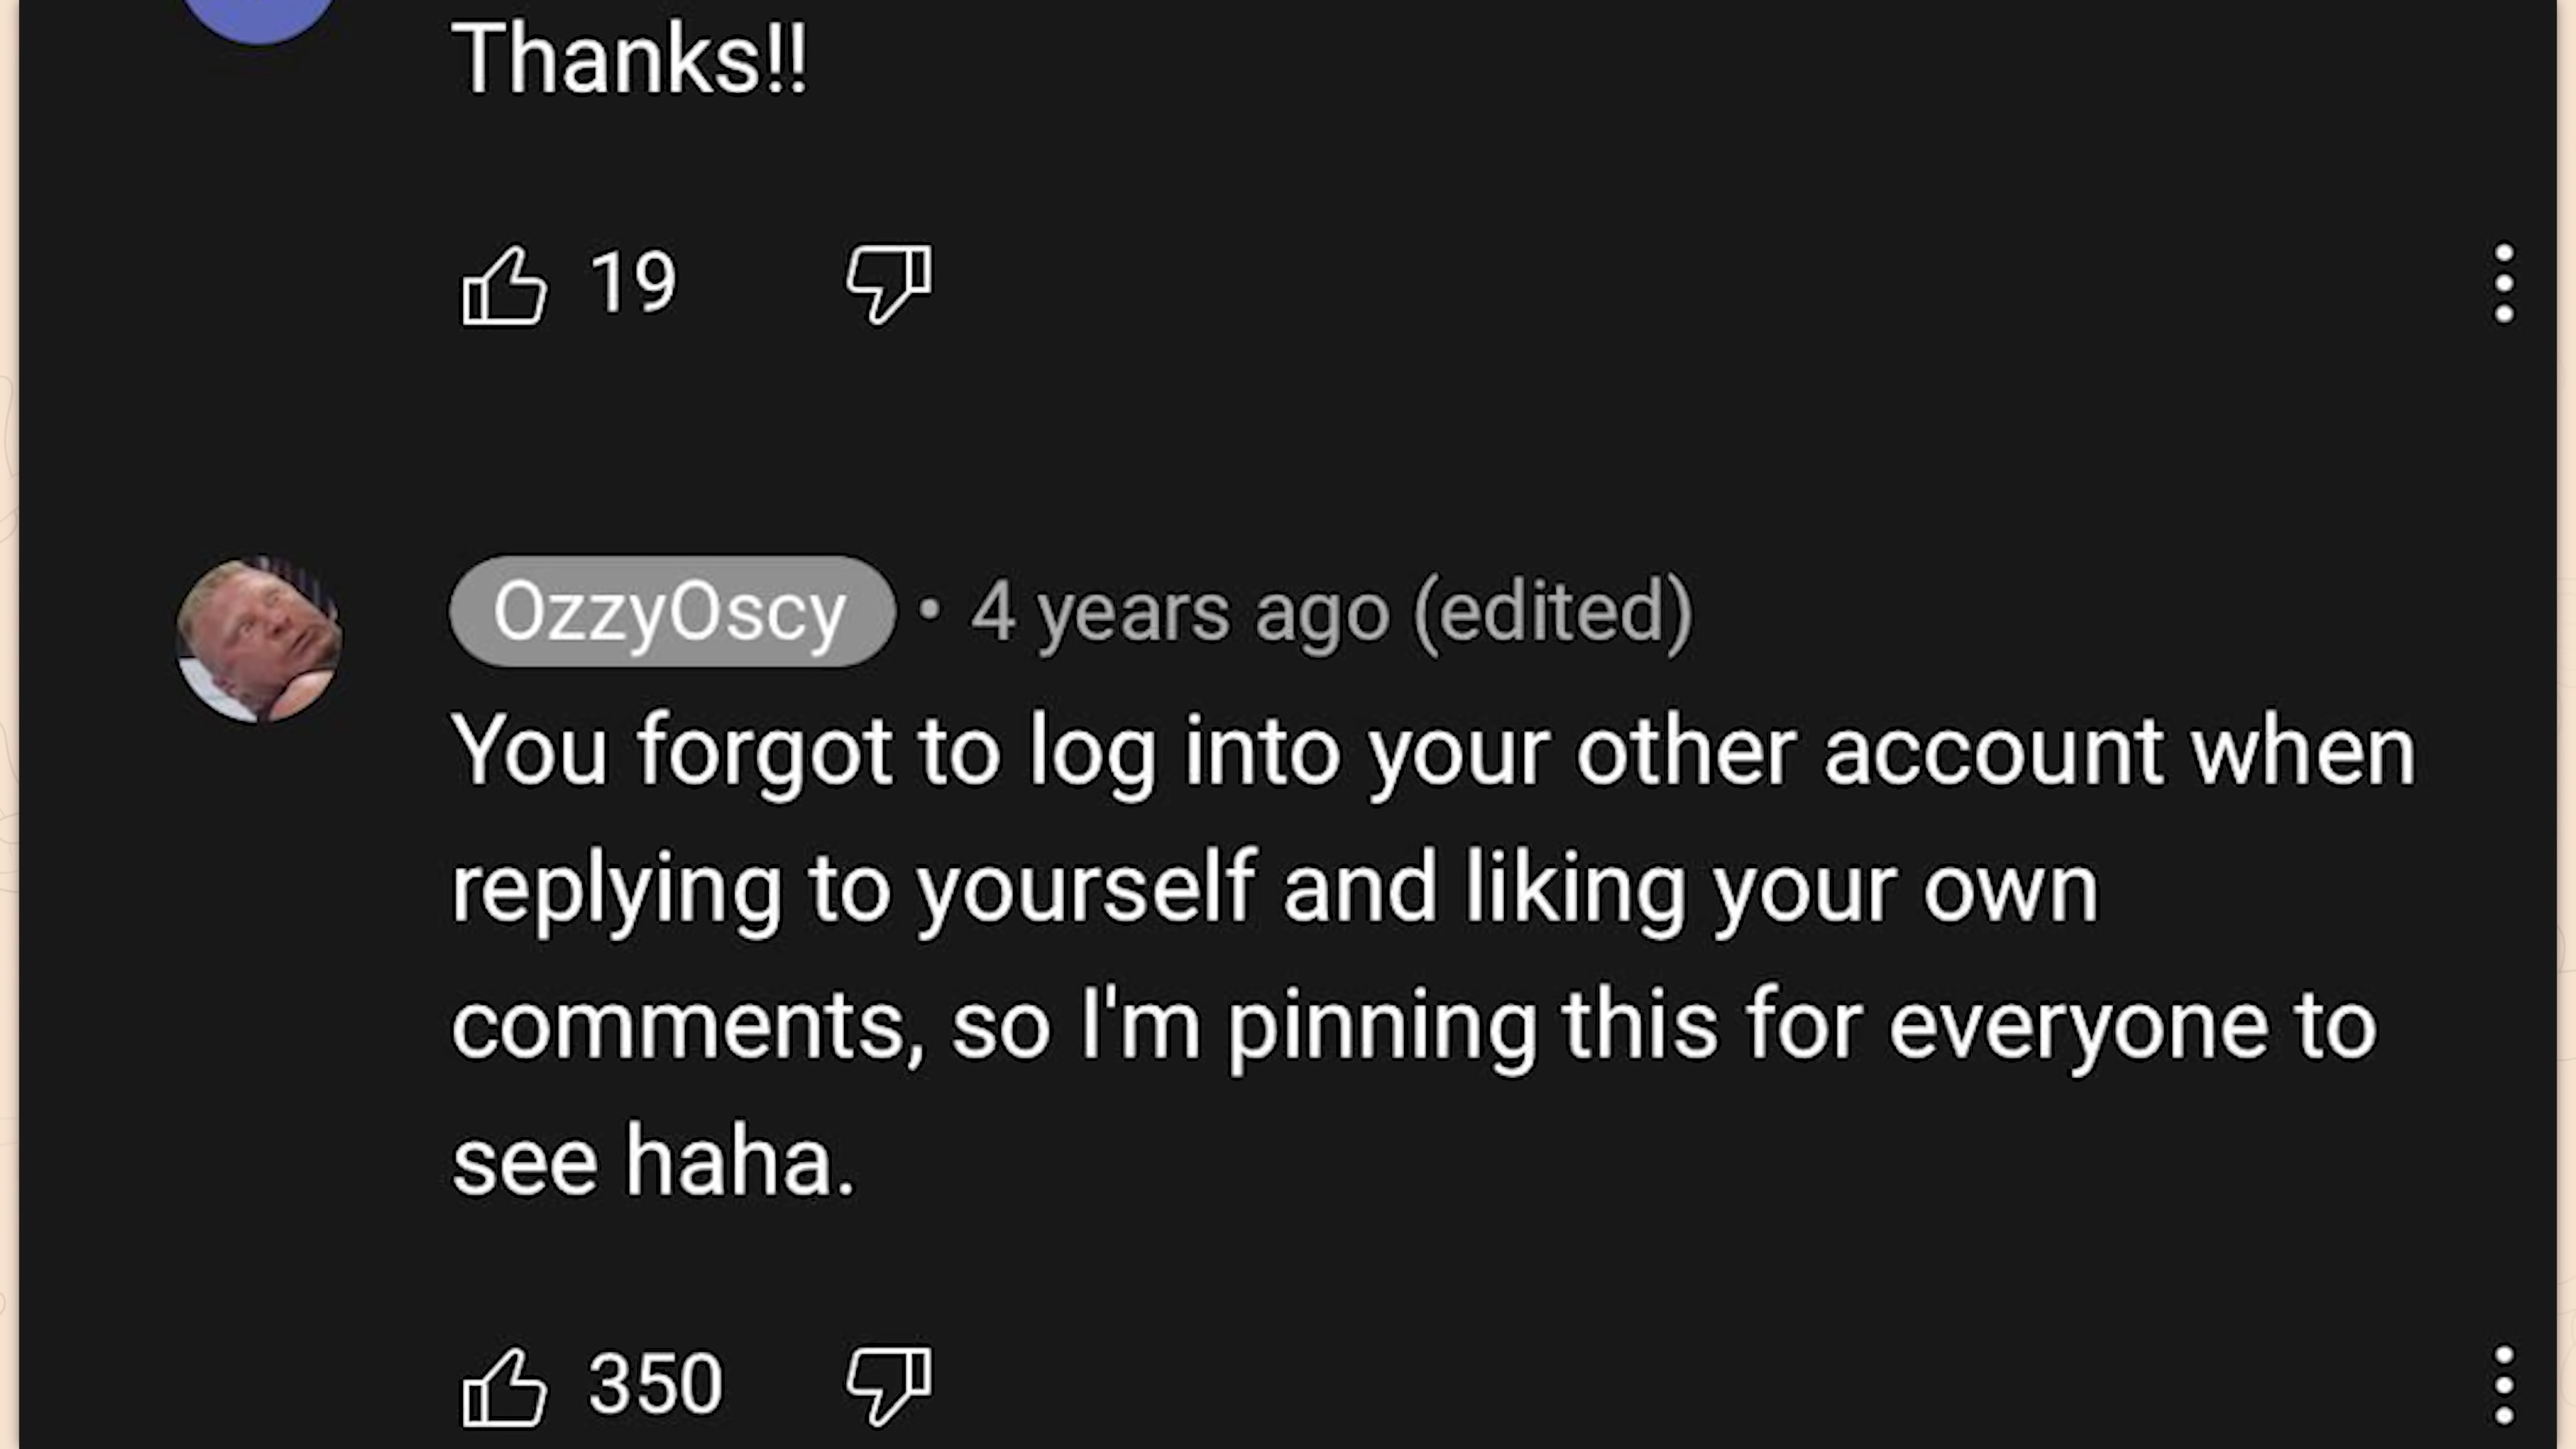 Thanks!!
19
OzzyOscy • 4 years ago (edited)
You forgot to log into your other account when
replying to yourself and liking your own
comments, so I'm pinning this for everyone to
see haha.
350